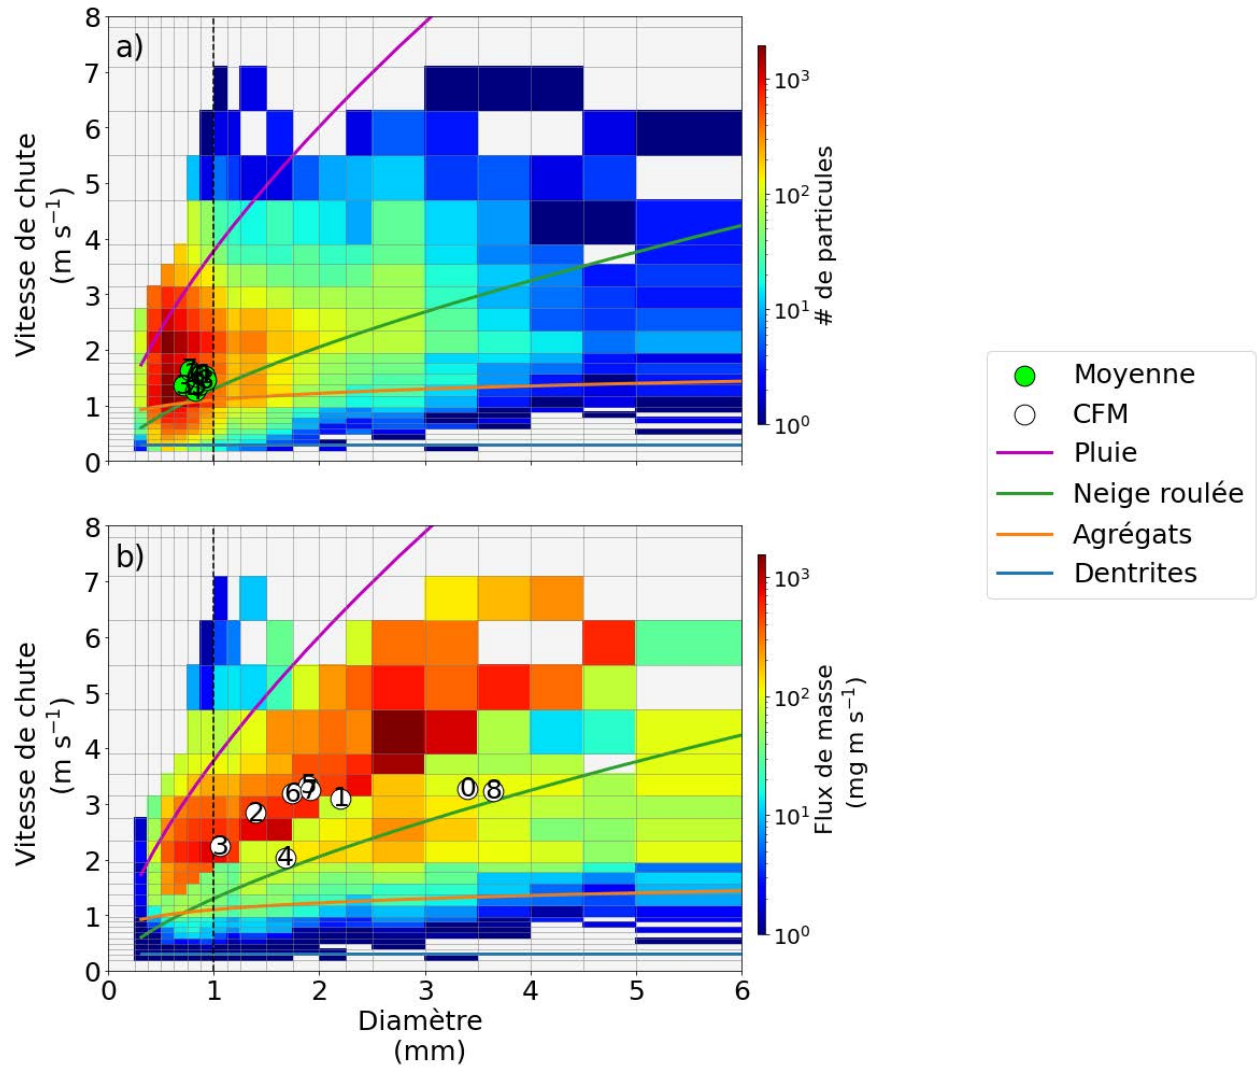 a)
8
7
6
5
4
3
2
1
0
Vitesse de chute
(m s⁻¹)
10³
10²
10¹
10⁰
# de particules
b)
8
7
6
5
4
3
2
1
0
Vitesse de chute
(m s⁻¹)
5
6
7
1
2
3
4
0
8
0
1
2
3
4
5
6
Diamètre
(mm)
10³
10²
10¹
10⁰
Flux de masse
(mg m s⁻¹)
Moyenne
CFM
Pluie
Neige roulée
Agrégats
Dentrites